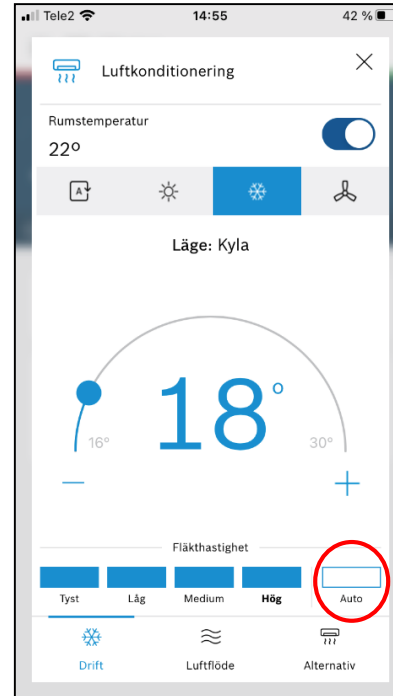 Tele2 14:55 42 %
Luftkonditionering
Rumstemperatur
22°
A
Läge: Kyla
18°
16° 30°
Fläkthastighet
Tyst Låg Medium Hög Auto
Drift Luftflöde Alternativ